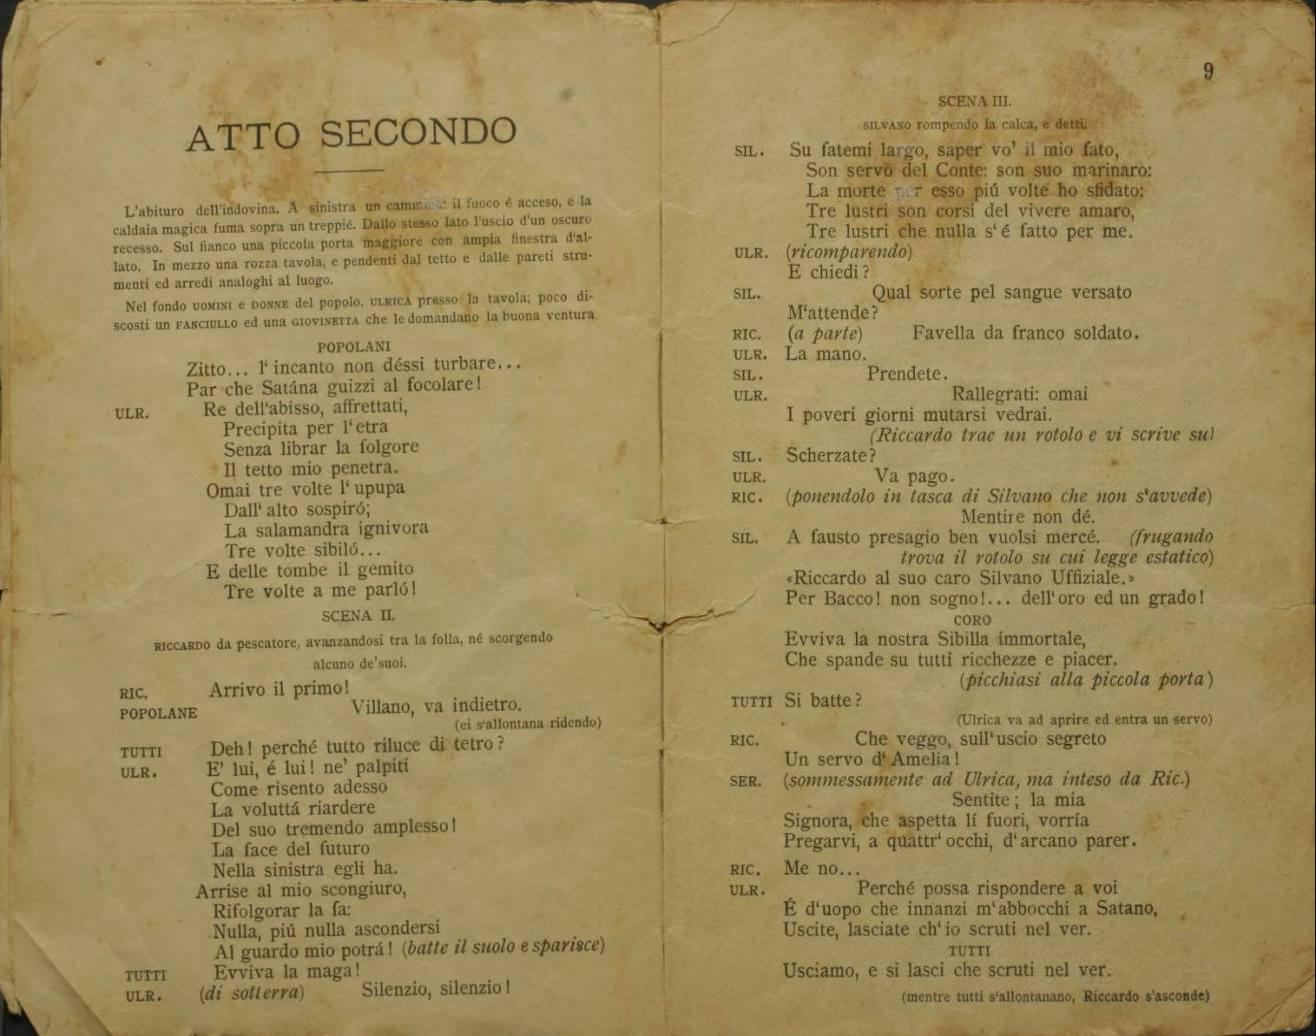 ATTO SECONDO
L'abituro dell'indovina. A sinistra un cammino: il fuoco é acceso, e la
caldaia magica fuma sopra un treppié. Dallo stesso lato l'uscio d'un oscuro
recesso. Sul fianco una piccola porta maggiore con ampia finestra d'al-
lato. In mezzo una rozza tavola, e pendenti dal tetto e dalle pareti stru-
menti ed arredi analoghi al luogo.
Nel fondo UOMINI e DONNE del popolo. ULRICA presso la tavola; poco di-
scosti un FANCIULLO ed una GIOVINETTA che le domandano la buona ventura
POPOLANI
Zitto... l‘incanto non déssi turbare...
Par che Satána guizzi al focolare!
ULR. Re dell‘abisso, affrettati,
Precipita per l‘etra
Senza librar la folgore
Il tetto mio penetra.
Omai tre volte l‘upupa
Dall‘alto sospiró;
La salamandra ignivora
Tre volte sibiló...
E delle tombe il gemito
Tre volte a me parló!
SCENA II.
RICCARDO da pescatore, avanzandosi tra la folla, né scorgendo
alcuno de'suoi.
RIC. Arrivo il primo!
POPOLANE Villano, va indietro.
(ei s‘allontana ridendo)
TUTTI Deh! perché tutto riluce di tetro?
ULR. E' lui, é lui! ne' palpiti
Come risento adesso
La voluttá riardere
Del suo tremendo amplesso!
La face del futuro
Nella sinistra egli ha.
Arrise al mio scongiuro,
Rifolgorar la fa:
Nulla, piú nulla ascondersi
Al guardo mio potrá! (batte il suolo e sparisce)
TUTTI Evviva la maga!
ULR. (di sotterra) Silenzio, silenzio!
9
SCENA III.
SILVANO rompendo la calca, e detti.
SIL. Su fatemi largo, saper vo' il mio fato,
Son servo del Conte: son suo marinaro:
La morte per esso piú volte ho sfidato:
Tre lustri son corsi del vivere amaro,
Tre lustri che nulla s‘é fatto per me.
ULR. (ricomparendo)
E chiedi?
SIL. Qual sorte pel sangue versato
M‘attende?
RIC. (a parte) Favella da franco soldato.
ULR. La mano.
SIL. Prendete.
ULR. Rallegrati: omai
I poveri giorni mutarsi vedrai.
(Riccardo trae un rotolo e vi scrive su)
SIL. Scherzate?
ULR. Va pago.
RIC. (ponendolo in tasca di Silvano che non s‘avvede)
Mentire non dé.
SIL. A fausto presagio ben vuolsi mercé. (frugando
trova il rotolo su cui legge estatico)
«Riccardo al suo caro Silvano Uffiziale.»
Per Bacco! non sogno!... dell‘oro ed un grado!
CORO
Evviva la nostra Sibilla immortale,
Che spande su tutti ricchezze e piacer.
(picchiasi alla piccola porta)
TUTTI Si batte?
(Ulrica va ad aprire ed entra un servo)
RIC. Che veggo, sull‘uscio segreto
Un servo d‘Amelia!
SER. (sommessamente ad Ulrica, ma inteso da Ric.)
Sentite; la mia
Signora, che aspetta lí fuori, vorría
Pregarvi, a quattr‘occhi, d‘arcano parer.
RIC. Me no...
ULR. Perché possa rispondere a voi
É d‘uopo che innanzi m‘abbocchi a Satano,
Uscite, lasciate ch‘io scruti nel ver.
TUTTI
Usciamo, e si lasci che scruti nel ver.
(mentre tutti s‘allontanano, Riccardo s‘asconde)